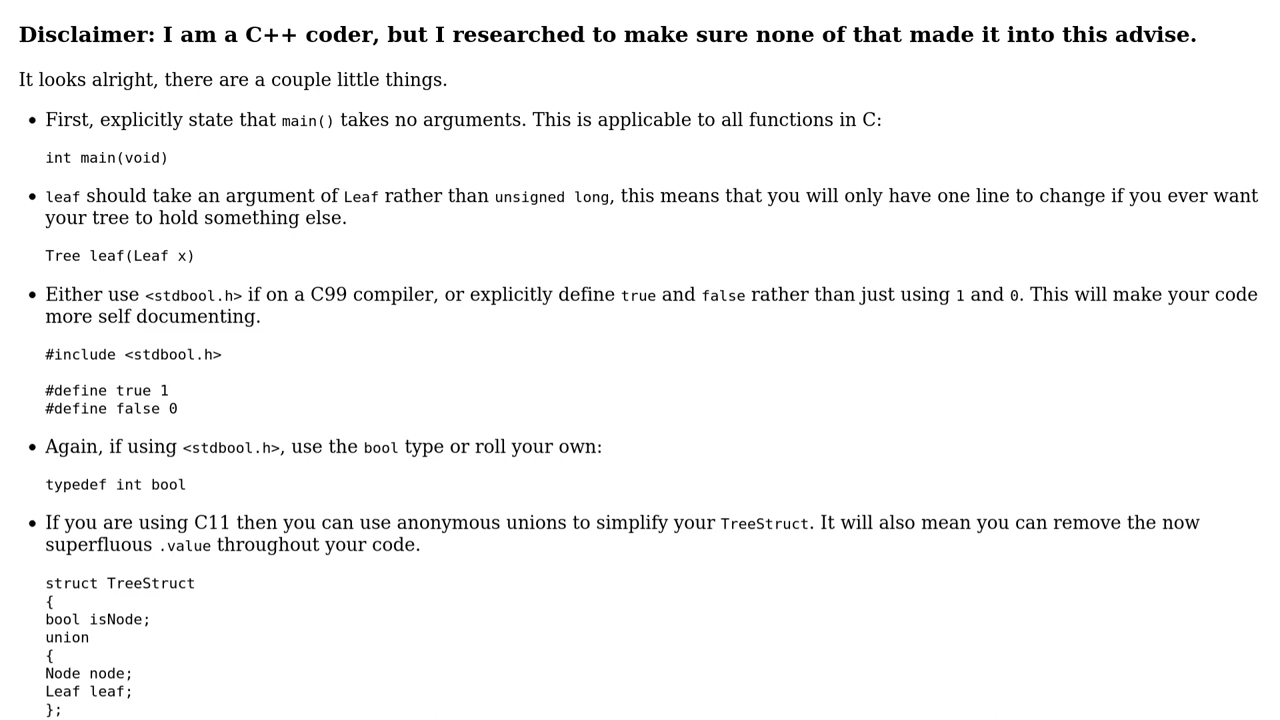 Disclaimer: I am a C++ coder, but I researched to make sure none of that made it into this advise.
It looks alright, there are a couple little things.
• First, explicitly state that main() takes no arguments. This is applicable to all functions in C:
int main(void)
• leaf should take an argument of Leaf rather than unsigned long, this means that you will only have one line to change if you ever want
your tree to hold something else.
Tree leaf(Leaf x)
• Either use <stdbool.h> if on a C99 compiler, or explicitly define true and false rather than just using 1 and 0. This will make your code
more self documenting.
#include <stdbool.h>
#define true 1
#define false 0
• Again, if using <stdbool.h>, use the bool type or roll your own:
typedef int bool
• If you are using C11 then you can use anonymous unions to simplify your TreeStruct. It will also mean you can remove the now
superfluous .value throughout your code.
struct TreeStruct
{
bool isNode;
union
{
Node node;
Leaf leaf;
};